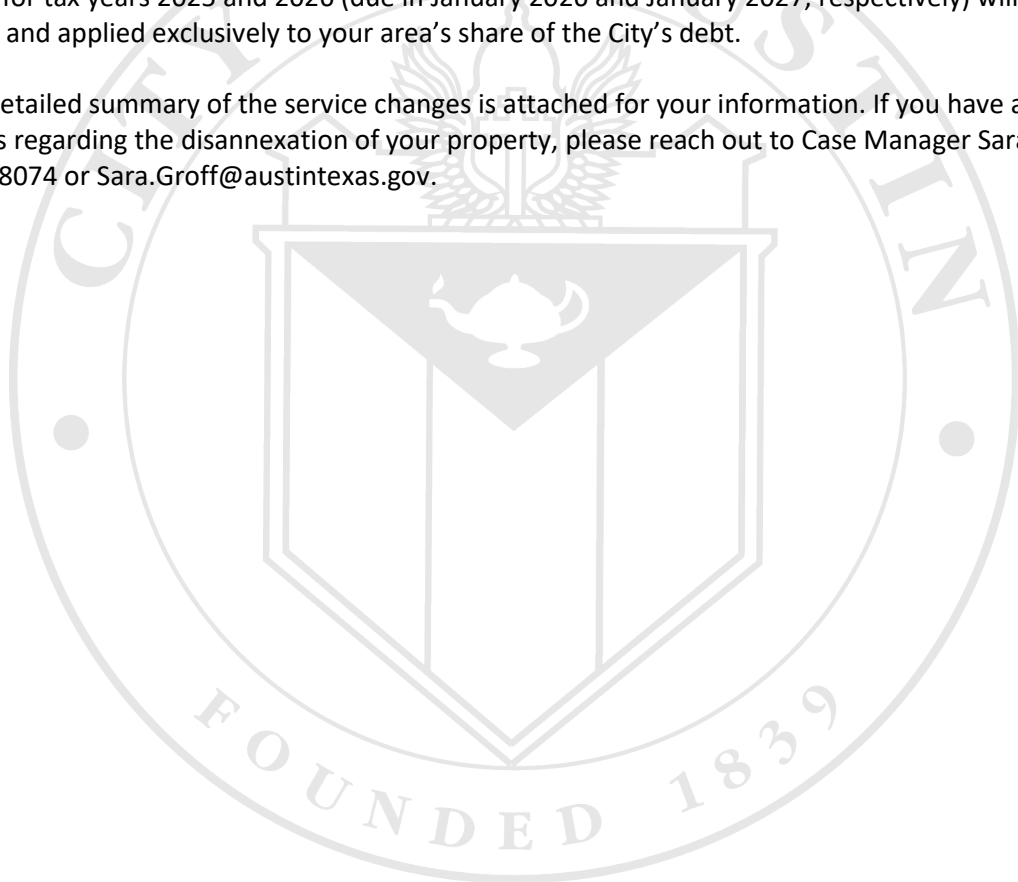 for tax years 2025 and 2026 (due in January 2026 and January 2027, respectively) will
and applied exclusively to your area’s share of the City’s debt.
etailed summary of the service changes is attached for your information. If you have a
s regarding the disannexation of your property, please reach out to Case Manager Sara
8074 or Sara.Groff@austintexas.gov.
CITY
STIN
FOUNDED 1839